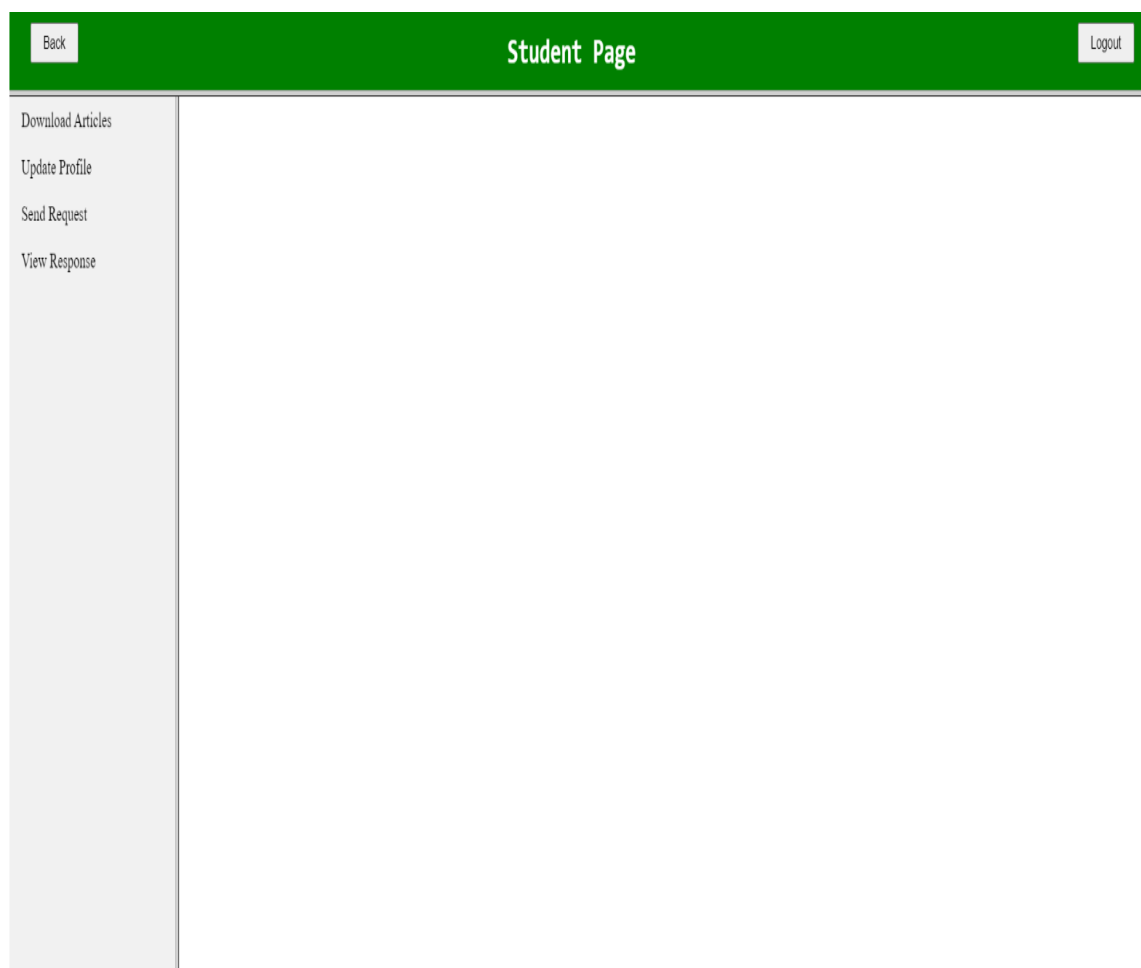 Back
Student Page
Logout
Download Articles
Update Profile
Send Request
View Response